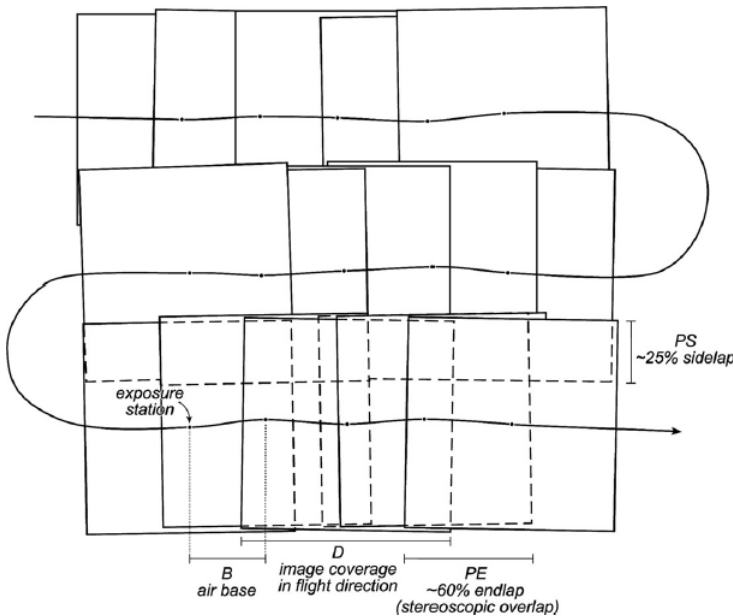 PS
~25% sidelap
exposure
station
B
air base
D
image coverage
in flight direction
PE
~60% endlap
(stereoscopic overlap)